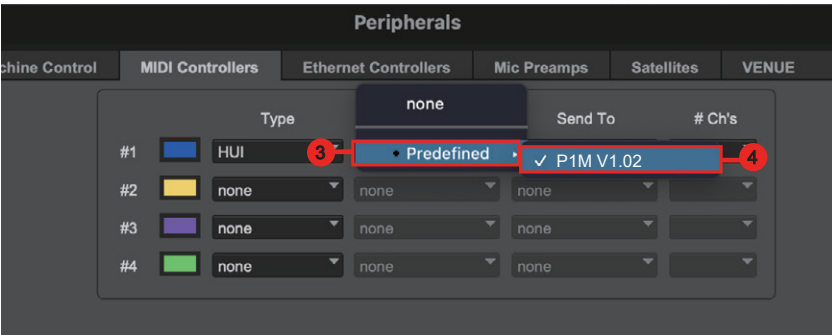 Peripherals
chine Control MIDI Controllers Ethernet Controllers Mic Preamps Satellites VENUE
none
Type Send To # Ch's
#1 HUI 3 Predefined ✓ P1M V1.02 4
#2 none none none
#3 none none none
#4 none none none